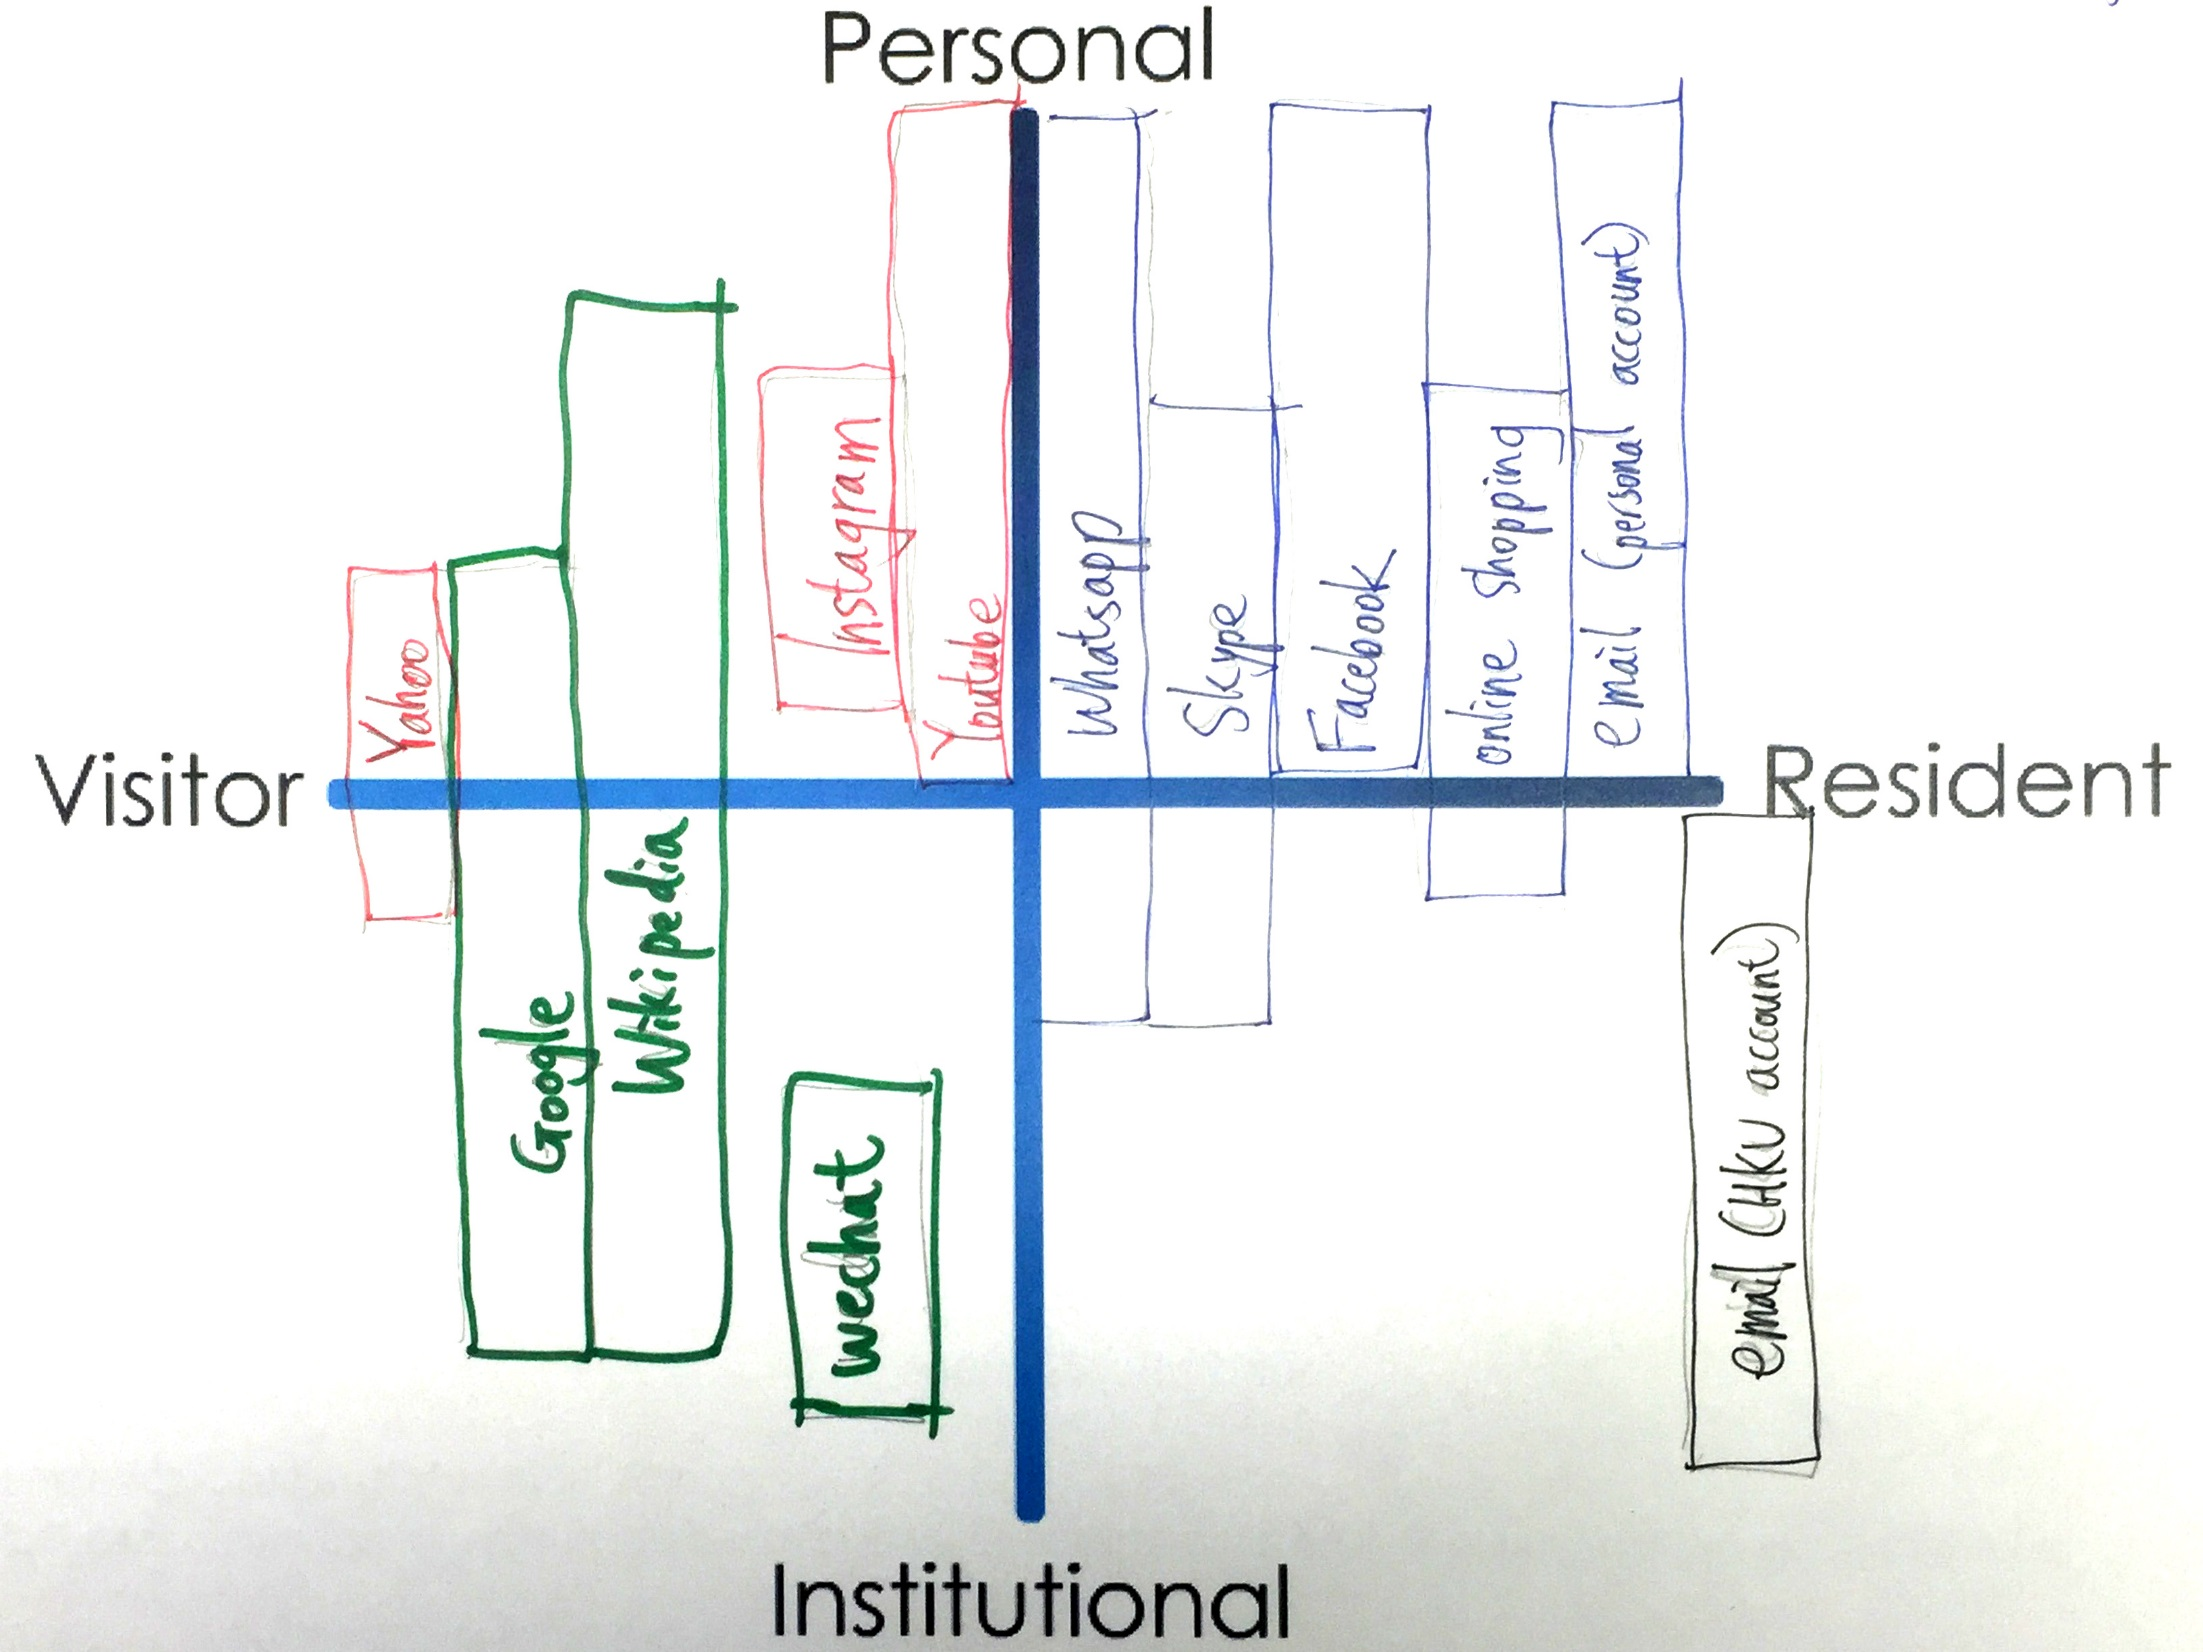 Personal
Yahoo
Google
Wikipedia
Instagram
Youtube
Whatsapp
Skype
Facebook
online shopping
email (personal account)
Visitor
Resident
wechat
email (HKU account)
Institutional